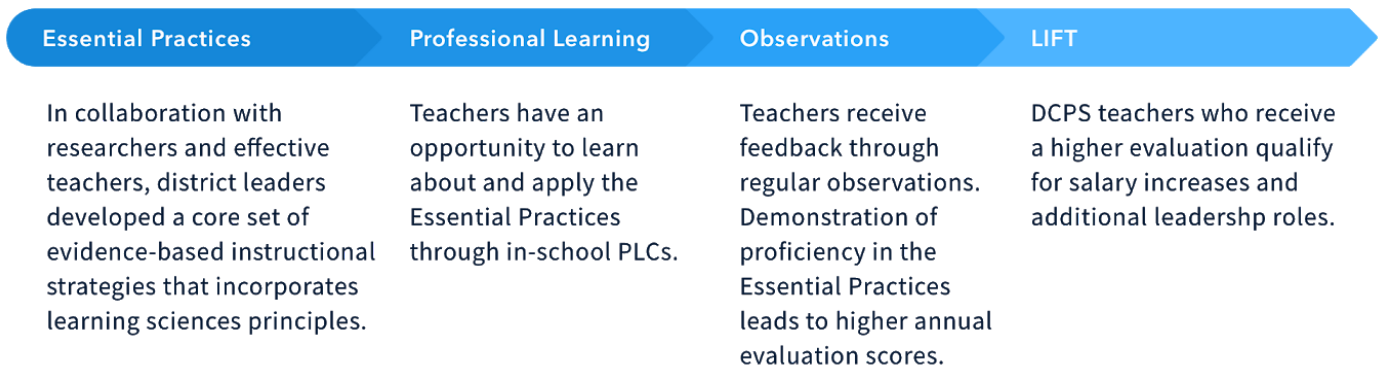 Essential Practices
In collaboration with
researchers and effective
teachers, district leaders
developed a core set of
evidence-based instructional
strategies that incorporates
learning sciences principles.
Professional Learning
Teachers have an
opportunity to learn
about and apply the
Essential Practices
through in-school PLCs.
Observations
Teachers receive
feedback through
regular observations.
Demonstration of
proficiency in the
Essential Practices
leads to higher annual
evaluation scores.
LIFT
DCPS teachers who receive
a higher evaluation qualify
for salary increases and
additional leadershp roles.